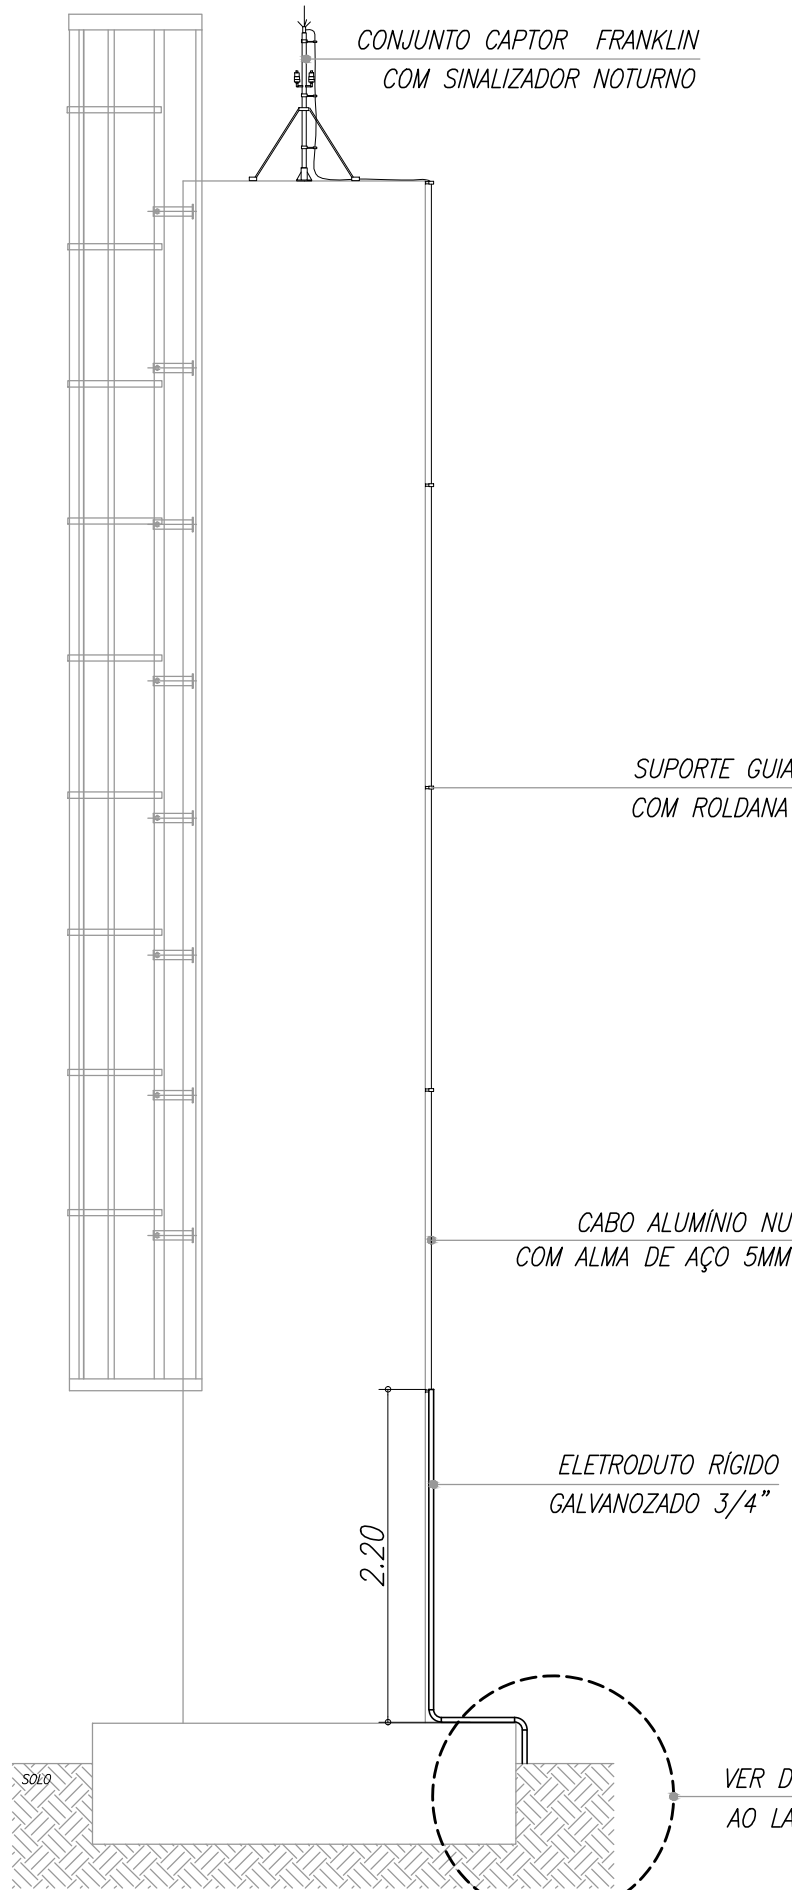 CONJUNTO CAPTOR FRANKLIN
COM SINALIZADOR NOTURNO
SUPORTE GUIA
COM ROLDANA
CABO ALUMÍNIO NU
COM ALMA DE AÇO 5MM
ELETRODUTO RÍGIDO
GALVANOZADO 3/4”
2.20
SOLO
VER D
AO LA